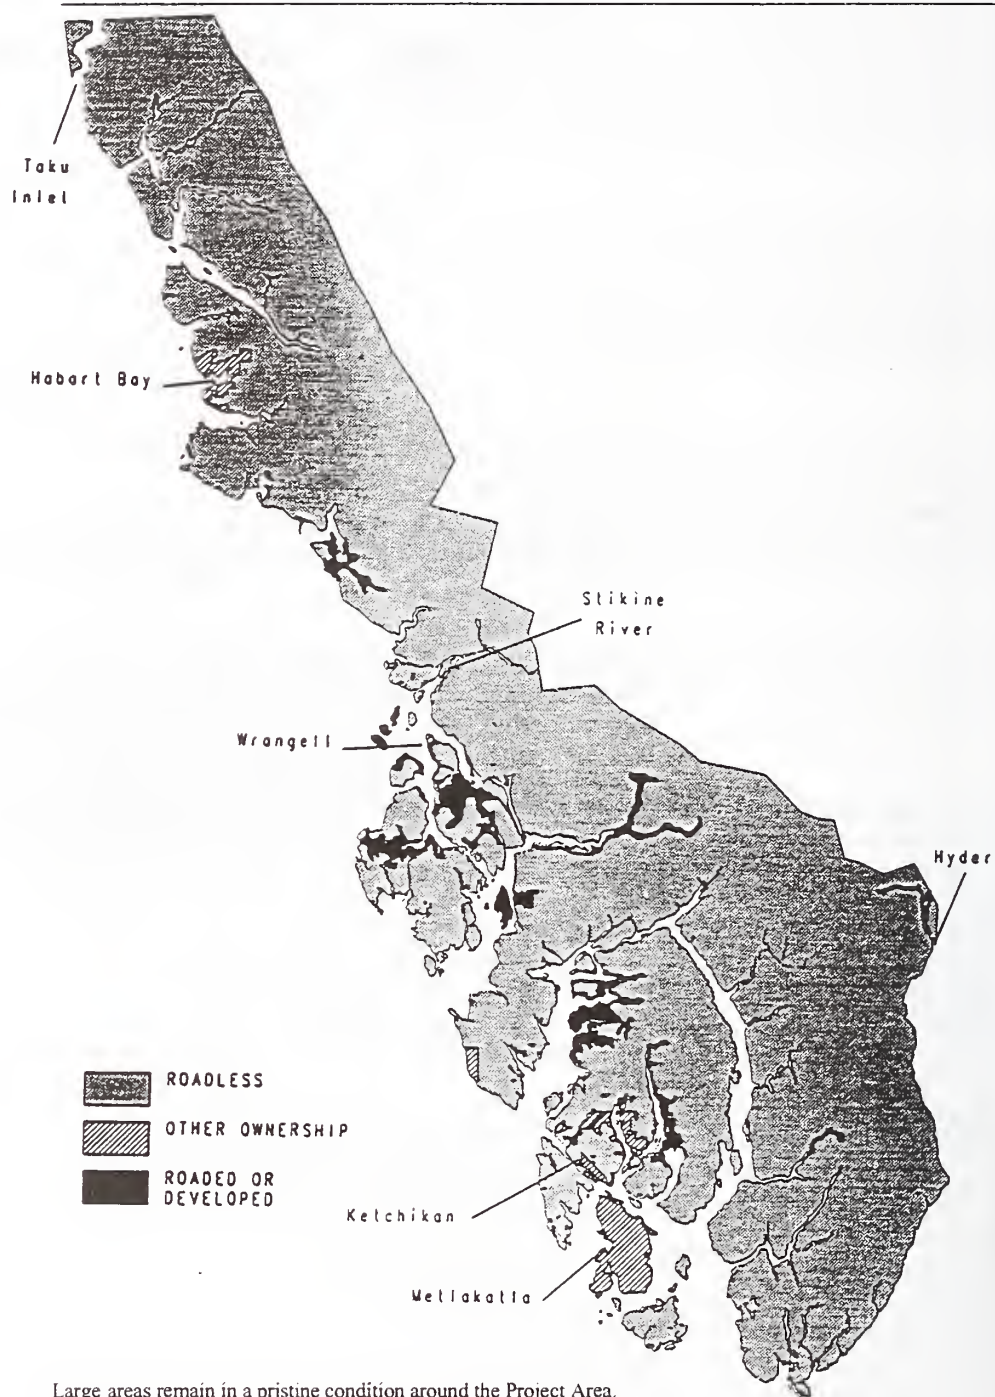 Taku
Inlet
Hobart Bay
Stikine
River
Wrangell
Hyder
ROADLESS
OTHER OWNERSHIP
ROADED OR
DEVELOPED
Ketchikan
Metlakatla
Large areas remain in a pristine condition around the Project Area.